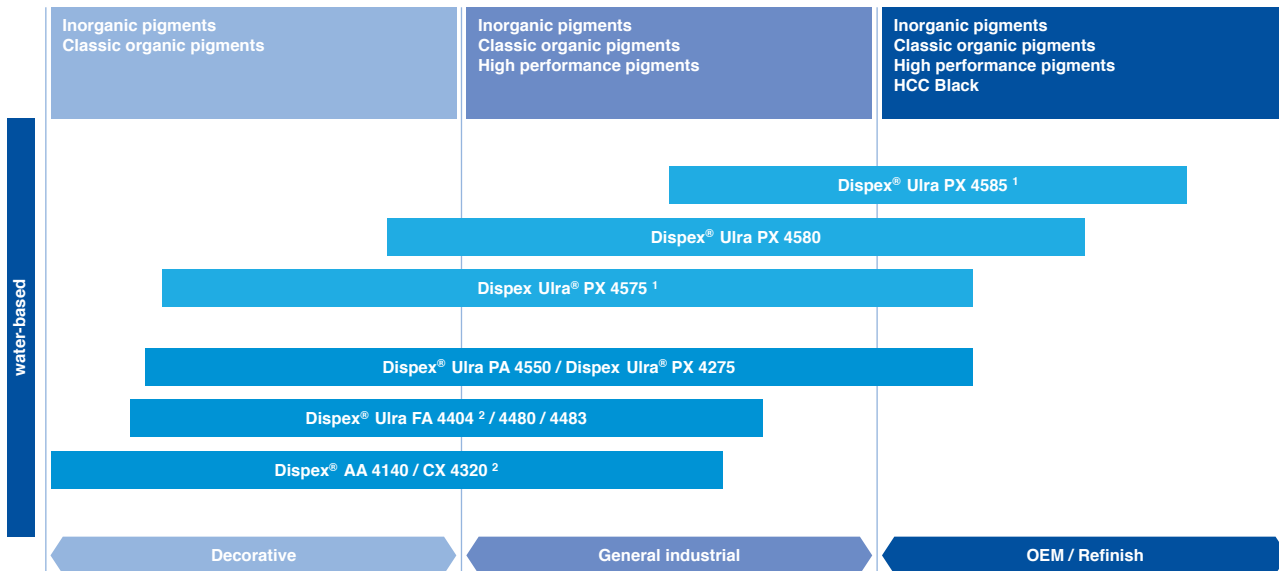 Inorganic pigments
Classic organic pigments
Inorganic pigments
Classic organic pigments
High performance pigments
Inorganic pigments
Classic organic pigments
High performance pigments
HCC Black
water-based
Dispex® Ulra PX 4585 ¹
Dispex® Ulra PX 4580
Dispex Ulra® PX 4575 ¹
Dispex® Ulra PA 4550 / Dispex Ulra® PX 4275
Dispex® Ulra FA 4404 ² / 4480 / 4483
Dispex® AA 4140 / CX 4320 ²
Decorative
General industrial
OEM / Refinish